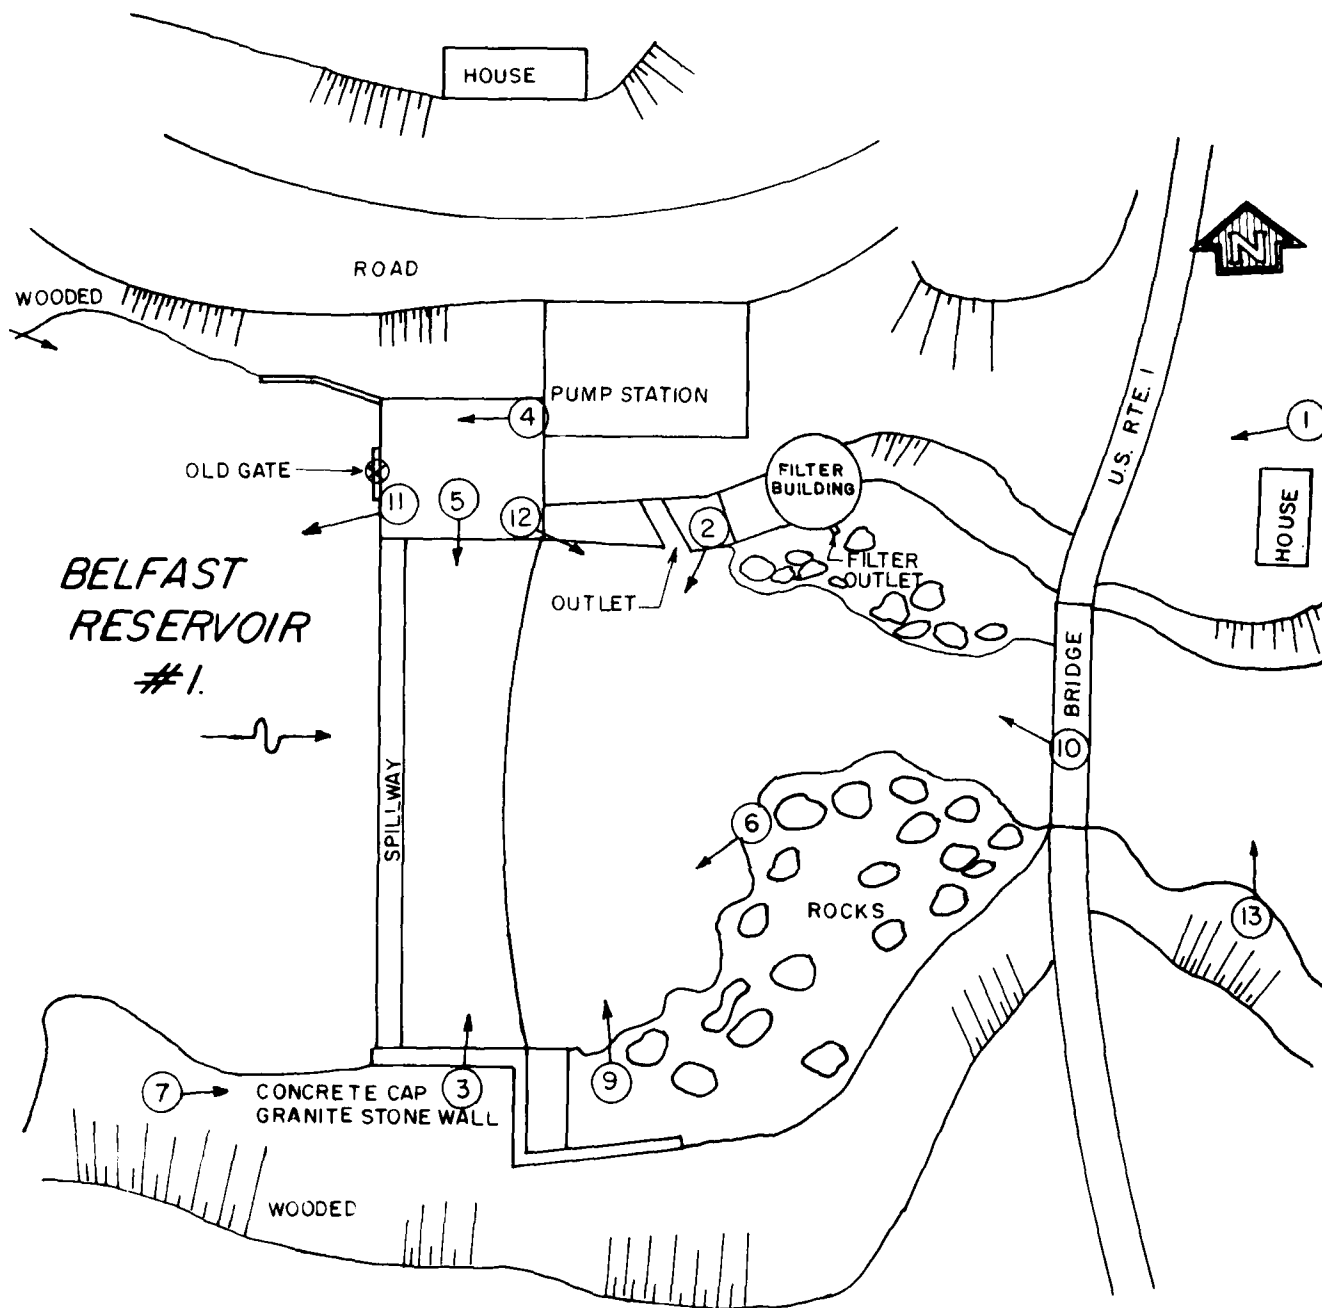 HOUSE
N
ROAD
WOODED
U.S. RTE. 1
PUMP STATION
4
1
OLD GATE
FILTER
BUILDING
HOUSE
11
5
12
2
FILTER
OUTLET
OUTLET
BELFAST
RESERVOIR
#1.
BRIDGE
10
SPILLWAY
6
ROCKS
13
7
CONCRETE CAP
GRANITE STONE WALL
3
9
WOODED